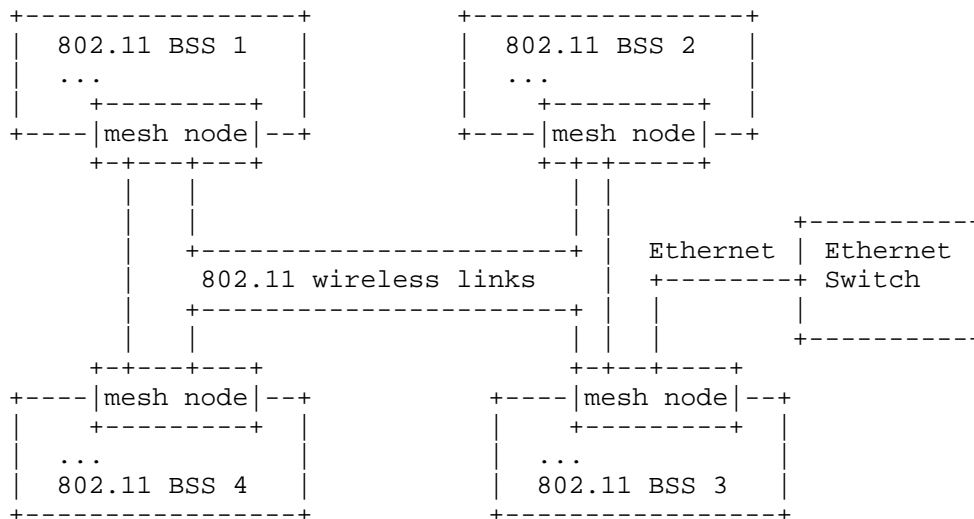 802.11 BSS 1 802.11 BSS 2
... ...
mesh node mesh node
Ethernet Ethernet
802.11 wireless links Switch
mesh node mesh node
... ...
802.11 BSS 4 802.11 BSS 3